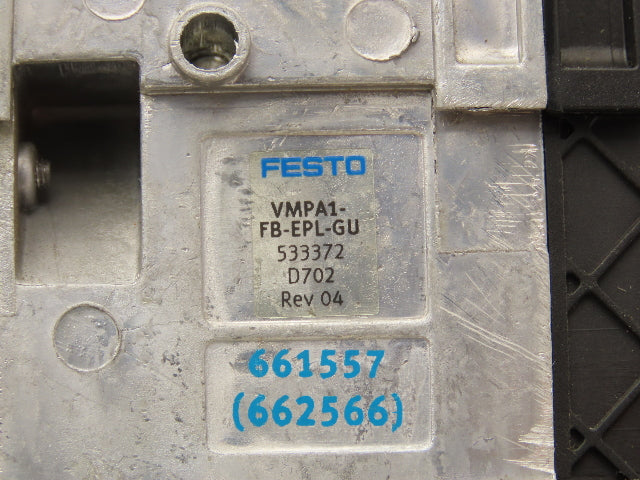 FESTO
VMPA1-
FB-EPL-GU
533372
D702
Rev 04
661557
(662566)